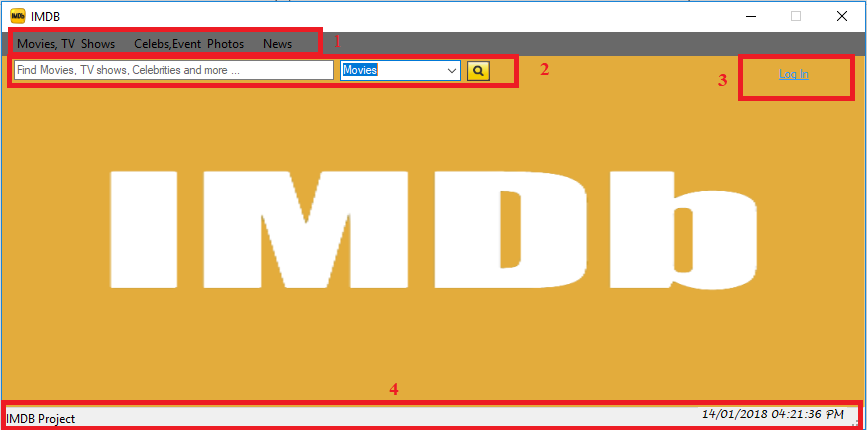 IMDb IMDB
Movies, TV Shows Celebs,Event Photos News 1
Find Movies, TV shows, Celebrities and more ... Movies 2
Log In 3
IMDb
4
IMDB Project 14/01/2018 04:21:36 PM